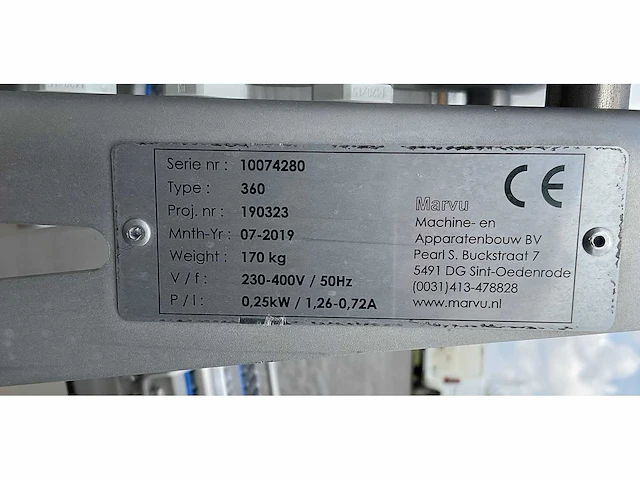 Serie nr : 10074280
Type : 360
Proj. nr : 190323
Mnth-Yr : 07-2019
Weight : 170 kg
V / f : 230-400V / 50Hz
P / I : 0,25kW / 1,26-0,72A
CE
Marvu
Machine- en
Apparatenbouw BV
Pearl S. Buckstraat 7
5491 DG Sint-Oedenrode
(0031)413-478828
www.marvu.nl